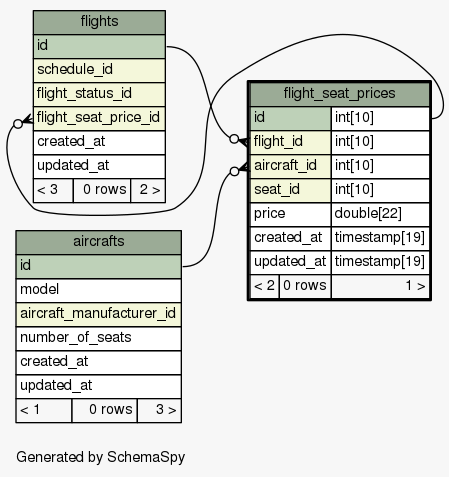 flights
id
schedule_id
flight_status_id
flight_seat_price_id
created_at
updated_at
< 3 0 rows 2 >
flight_seat_prices
id int[10]
flight_id int[10]
aircraft_id int[10]
seat_id int[10]
price double[22]
created_at timestamp[19]
updated_at timestamp[19]
< 2 0 rows 1 >
aircrafts
id
model
aircraft_manufacturer_id
number_of_seats
created_at
updated_at
< 1 0 rows 3 >
Generated by SchemaSpy